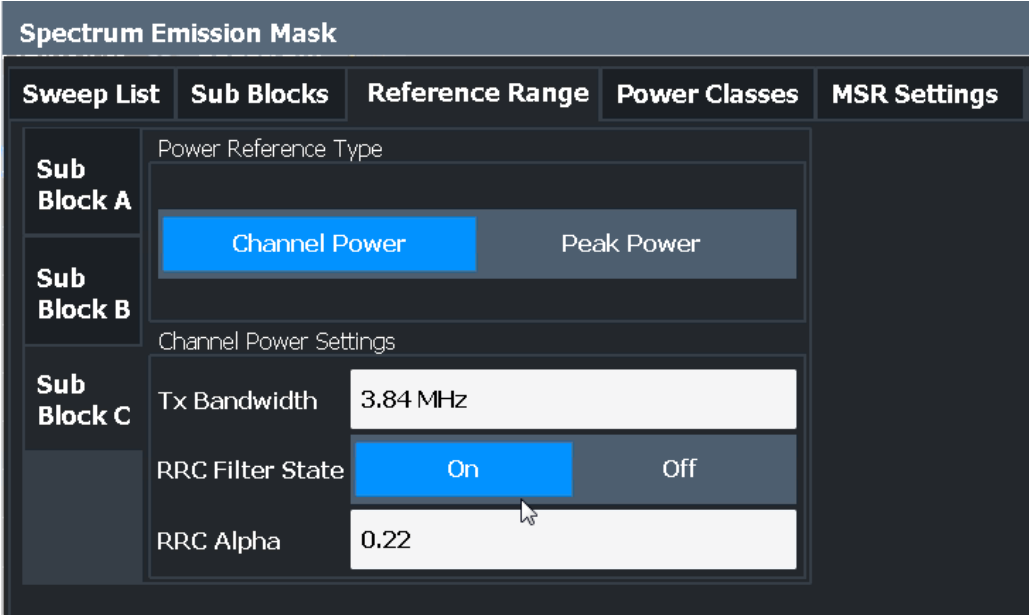 Spectrum Emission Mask
Sweep List Sub Blocks Reference Range Power Classes MSR Settings
Sub
Block A
Sub
Block B
Sub
Block C
Power Reference Type
Channel Power Peak Power
Channel Power Settings
Tx Bandwidth 3.84 MHz
RRC Filter State On Off
RRC Alpha 0.22